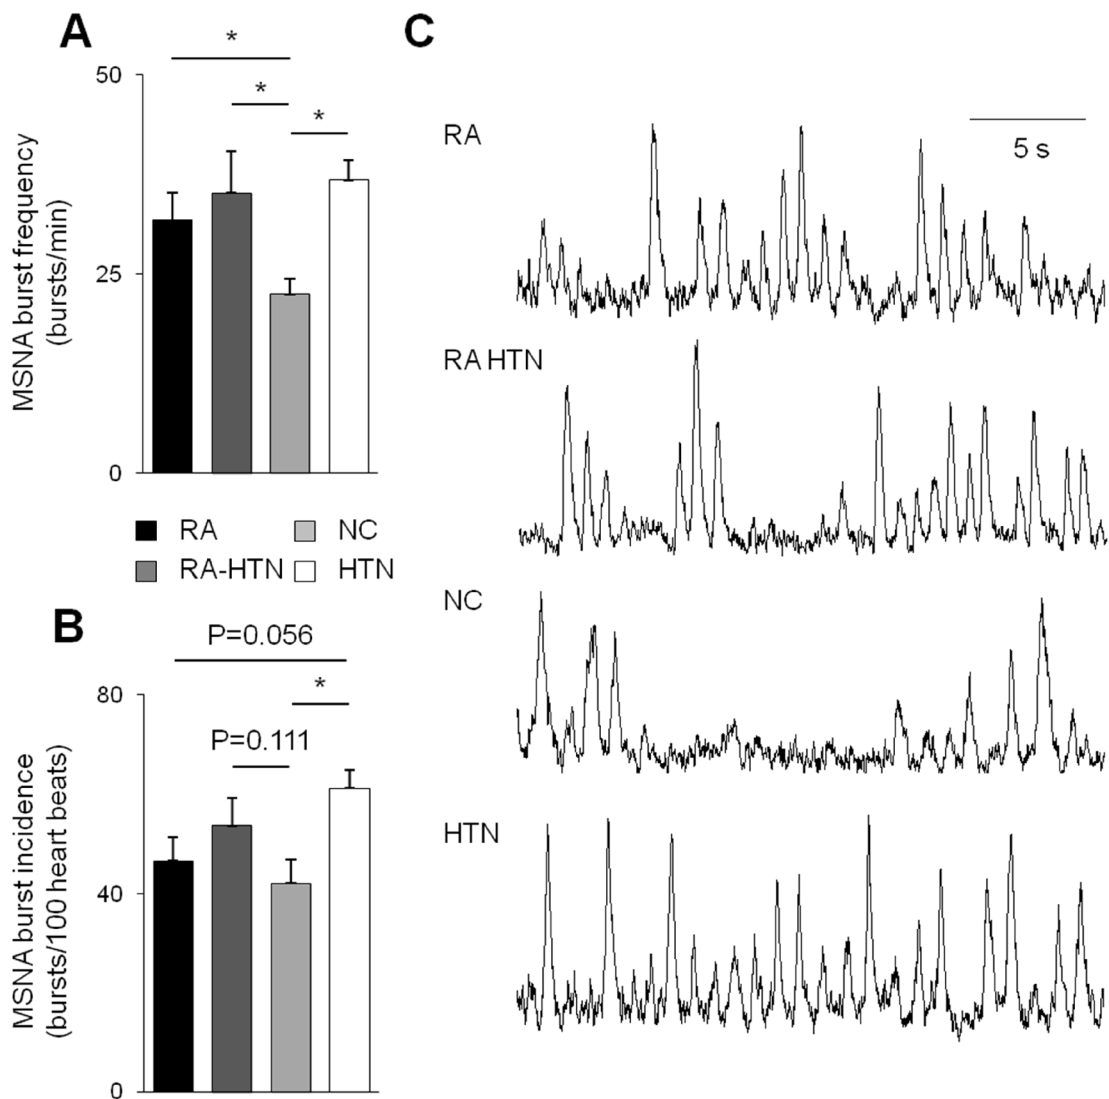 A
*
*
*
50
25
0
MSNA burst frequency
(bursts/min)
RA
NC
RA-HTN
HTN
B
P=0.056
*
P=0.111
80
40
0
MSNA burst incidence
(bursts/100 heart beats)
C
RA
5 s
RA HTN
NC
HTN